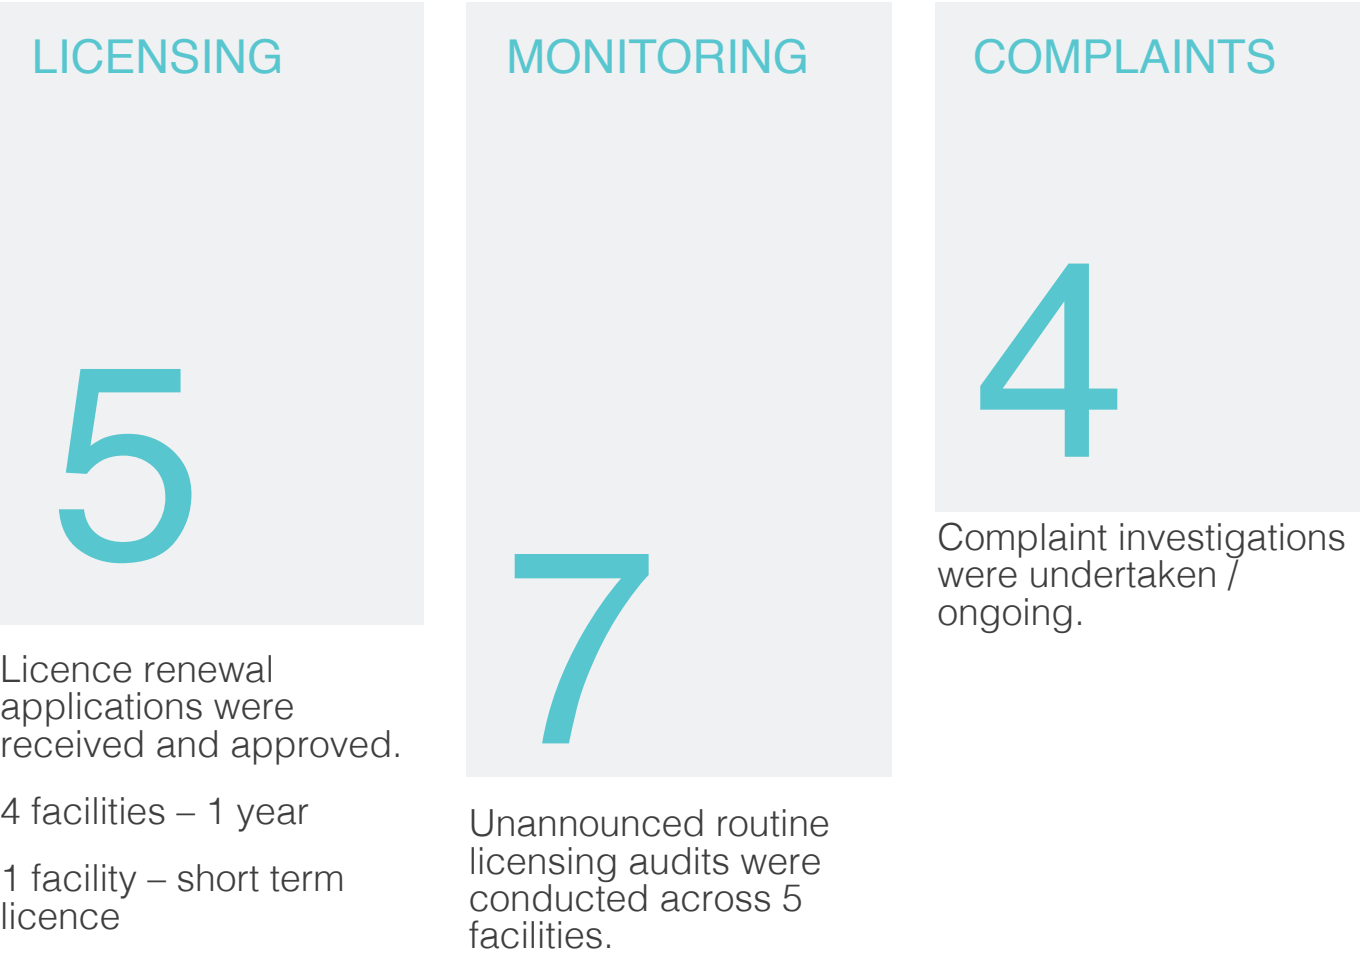 LICENSING
5
Licence renewal
applications were
received and approved.
4 facilities – 1 year
1 facility – short term
licence
MONITORING
7
Unannounced routine
licensing audits were
conducted across 5
facilities.
COMPLAINTS
4
Complaint investigations
were undertaken /
ongoing.